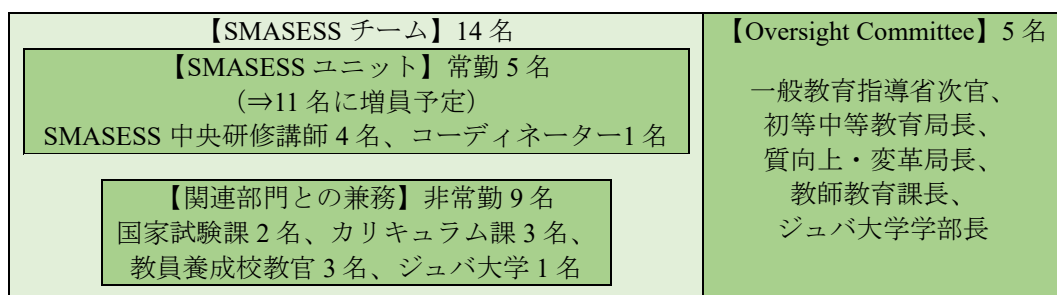 【SMASESS チーム】14 名
【SMASESS ユニット】常勤 5 名
（⇒11 名に増員予定）
SMASESS 中央研修講師 4 名、コーディネーター1 名
【関連部門との兼務】非常勤 9 名
国家試験課 2 名、カリキュラム課 3 名、
教員養成校教官 3 名、ジュバ大学 1 名
【Oversight Committee】5 名
一般教育指導省次官、
初等中等教育局長、
質向上・変革局長、
教師教育課長、
ジュバ大学学部長